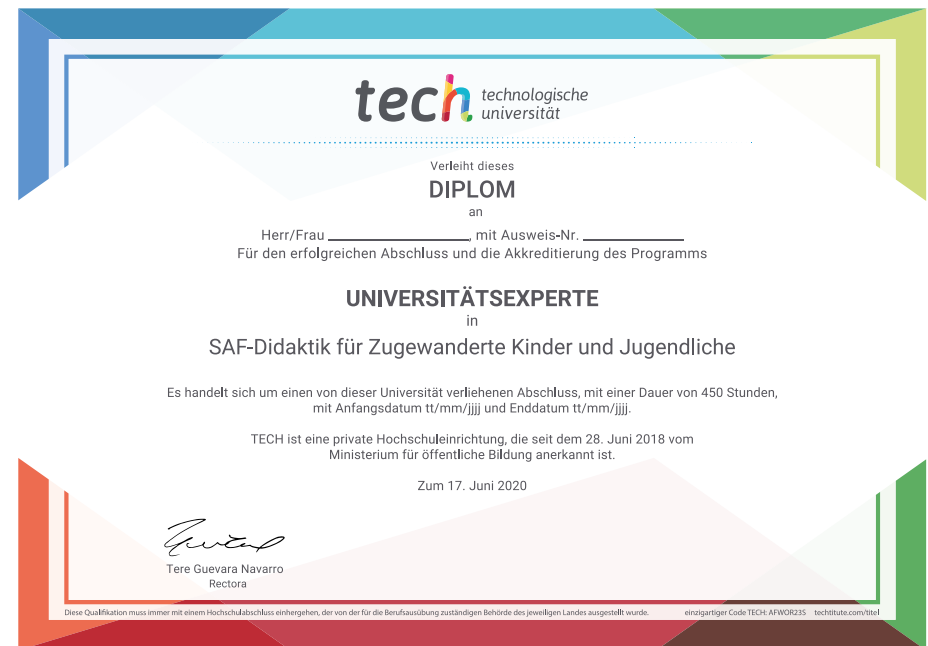 tech technologische
universität
Verleiht dieses
DIPLOM
an
Herr/Frau ____________, mit Ausweis-Nr. ____________
Für den erfolgreichen Abschluss und die Akkreditierung des Programms
UNIVERSITÄTSEXPERTE
in
SAF-Didaktik für Zugewanderte Kinder und Jugendliche
Es handelt sich um einen von dieser Universität verliehenen Abschluss, mit einer Dauer von 450 Stunden,
mit Anfangsdatum tt/mm/jjjj und Enddatum tt/mm/jjjj.
TECH ist eine private Hochschuleinrichtung, die seit dem 28. Juni 2018 vom
Ministerium für öffentliche Bildung anerkannt ist.
Zum 17. Juni 2020
Tere Guevara Navarro
Rectora
Diese Qualifikation muss immer mit einem Hochschulabschluss einhergehen, der von der für die Berufsausübung zuständigen Behörde des jeweiligen Landes ausgestellt wurde. einzigartiger Code TECH: AFWOR23S techtitute.com/titel